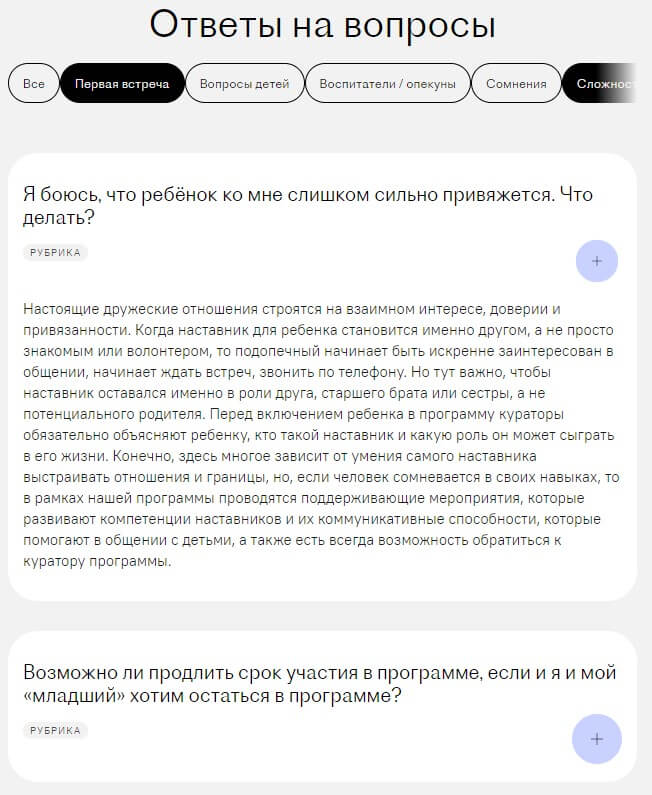 Ответы на вопросы
Все Первая встреча Вопросы детей Воспитатели / опекуны Сомнения
Я боюсь, что ребёнок ко мне слишком сильно привяжется. Что
делать?
РУБРИКА
Настоящие дружеские отношения строятся на взаимном интересе, доверии и
привязанности. Когда наставник для ребенка становится именно другом, а не просто
знакомым или волонтером, то подопечный начинает быть искренне заинтересован в
общении, начинает ждать встреч, звонить по телефону. Но тут важно, чтобы
наставник оставался именно в роли друга, старшего брата или сестры, а не
потенциального родителя. Перед включением ребенка в программу кураторы
обязательно объясняют ребенку, кто такой наставник и какую роль он может сыграть
в его жизни. Конечно, здесь многое зависит от умения самого наставника
выстраивать отношения и границы, но, если человек сомневается в своих навыках, то
в рамках нашей программы проводятся поддерживающие мероприятия, которые
развивают компетенции наставников и их коммуникативные способности, которые
помогают в общении с детьми, а также есть всегда возможность обратиться к
куратору программы.
Возможно ли продлить срок участия в программе, если и я и мой
«младший» хотим остаться в программе?
РУБРИКА